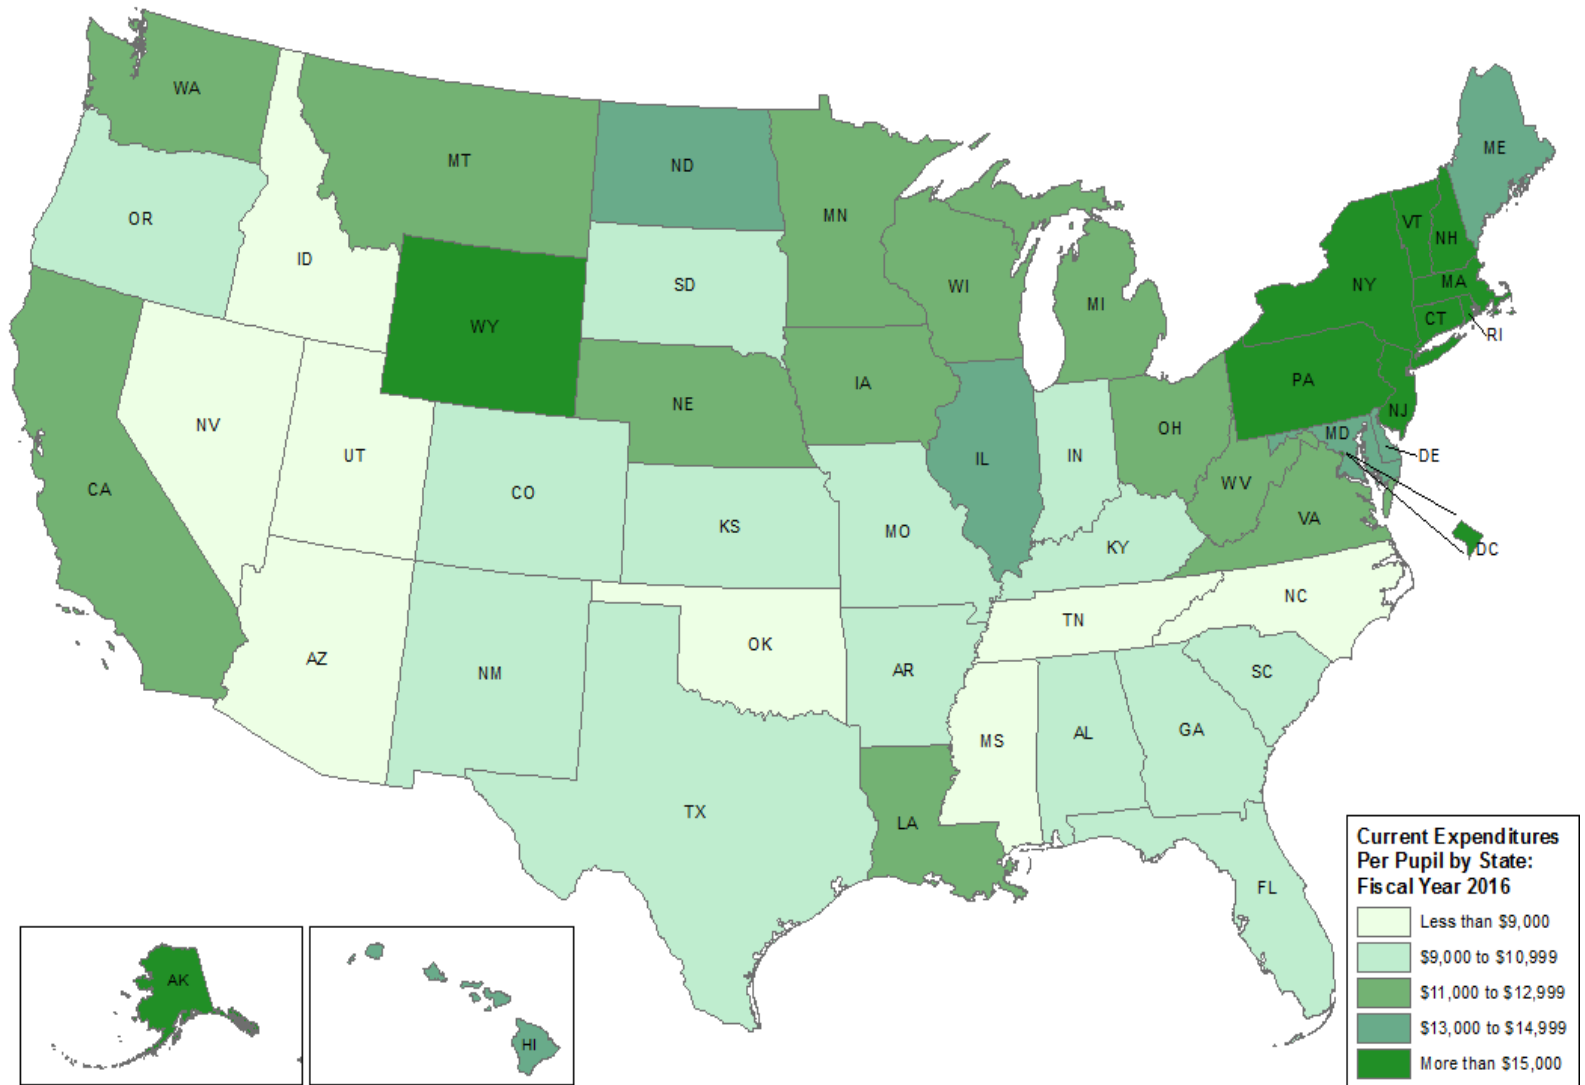 WA
MT
ND
ME
MN
OR
VT
NH
ID
SD
WI
NY
MA
MI
WY
CT
RI
IA
PA
NE
NJ
NV
OH
MD
UT
IL
IN
DE
CA
CO
WV
KS
MO
VA
KY
DC
NC
TN
OK
AZ
AR
NM
SC
MS
AL
GA
TX
LA
FL
AK
HI
Current Expenditures
Per Pupil by State:
Fiscal Year 2016
Less than $9,000
$9,000 to $10,999
$11,000 to $12,999
$13,000 to $14,999
More than $15,000